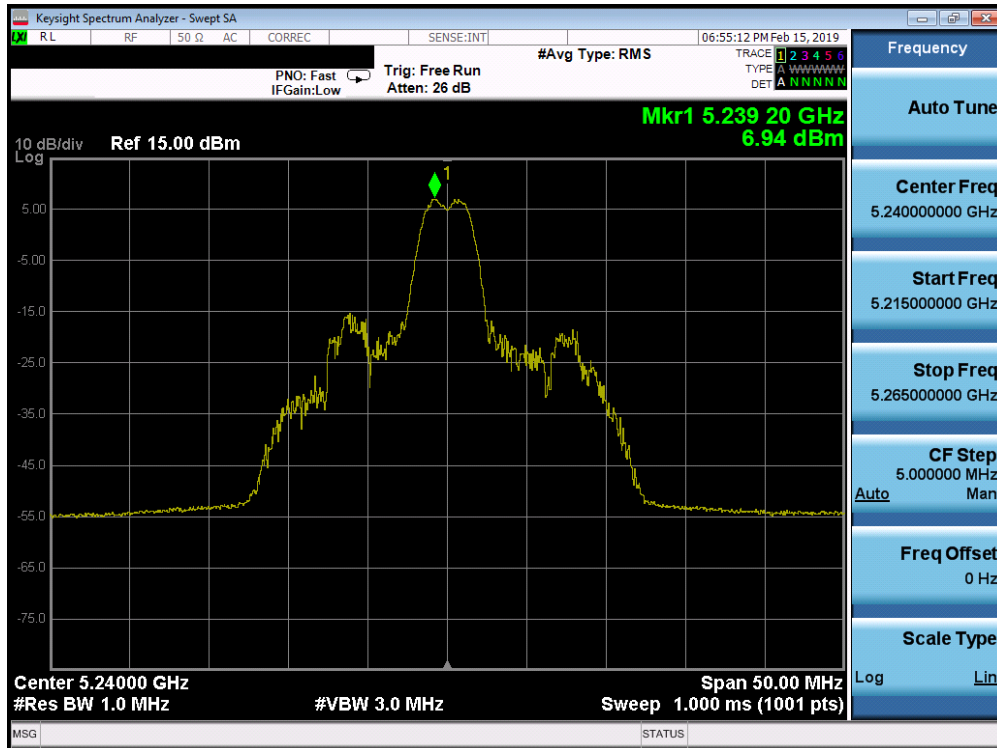 Keysight Spectrum Analyzer - Swept SA
LXI RL RF 50 Ω AC CORREC SENSE:INT 06:55:12 PM Feb 15, 2019
PNO: Fast
IFGain:Low
Trig: Free Run
Atten: 26 dB
#Avg Type: RMS
TRACE 1 2 3 4 5 6
TYPE A WWWWW
DET A N N N N N
Mkr1 5.239 20 GHz
6.94 dBm
10 dB/div Ref 15.00 dBm
Log
1
5.00
-5.00
-15.0
-25.0
-35.0
-45.0
-55.0
-65.0
-75.0
Center 5.24000 GHz
Span 50.00 MHz
#Res BW 1.0 MHz
#VBW 3.0 MHz
Sweep 1.000 ms (1001 pts)
MSG
STATUS
Frequency
Auto Tune
Center Freq
5.240000000 GHz
Start Freq
5.215000000 GHz
Stop Freq
5.265000000 GHz
CF Step
5.000000 MHz
Auto Man
Freq Offset
0 Hz
Scale Type
Log Lin